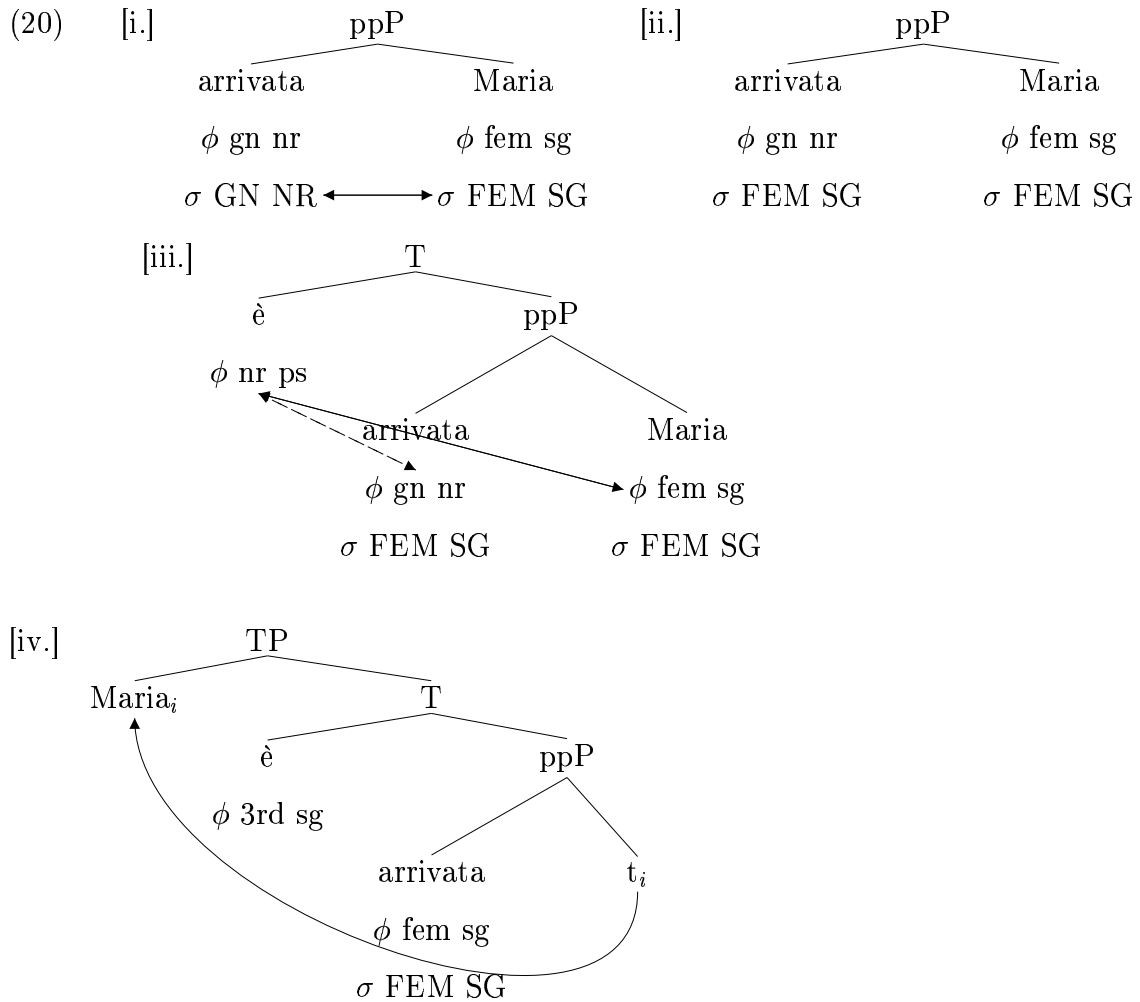 (20) [i.] ppP [ii.] ppP
arrivata Maria arrivata Maria
ϕ gn nr ϕ fem sg ϕ gn nr ϕ fem sg
σ GN NR σ FEM SG σ FEM SG σ FEM SG
[iii.] T
è ppP
ϕ nr ps
arrivata Maria
ϕ gn nr ϕ fem sg
σ FEM SG σ FEM SG
[iv.] TP
Mariaᵢ T
è ppP
ϕ 3rd sg
arrivata tᵢ
ϕ fem sg
σ FEM SG